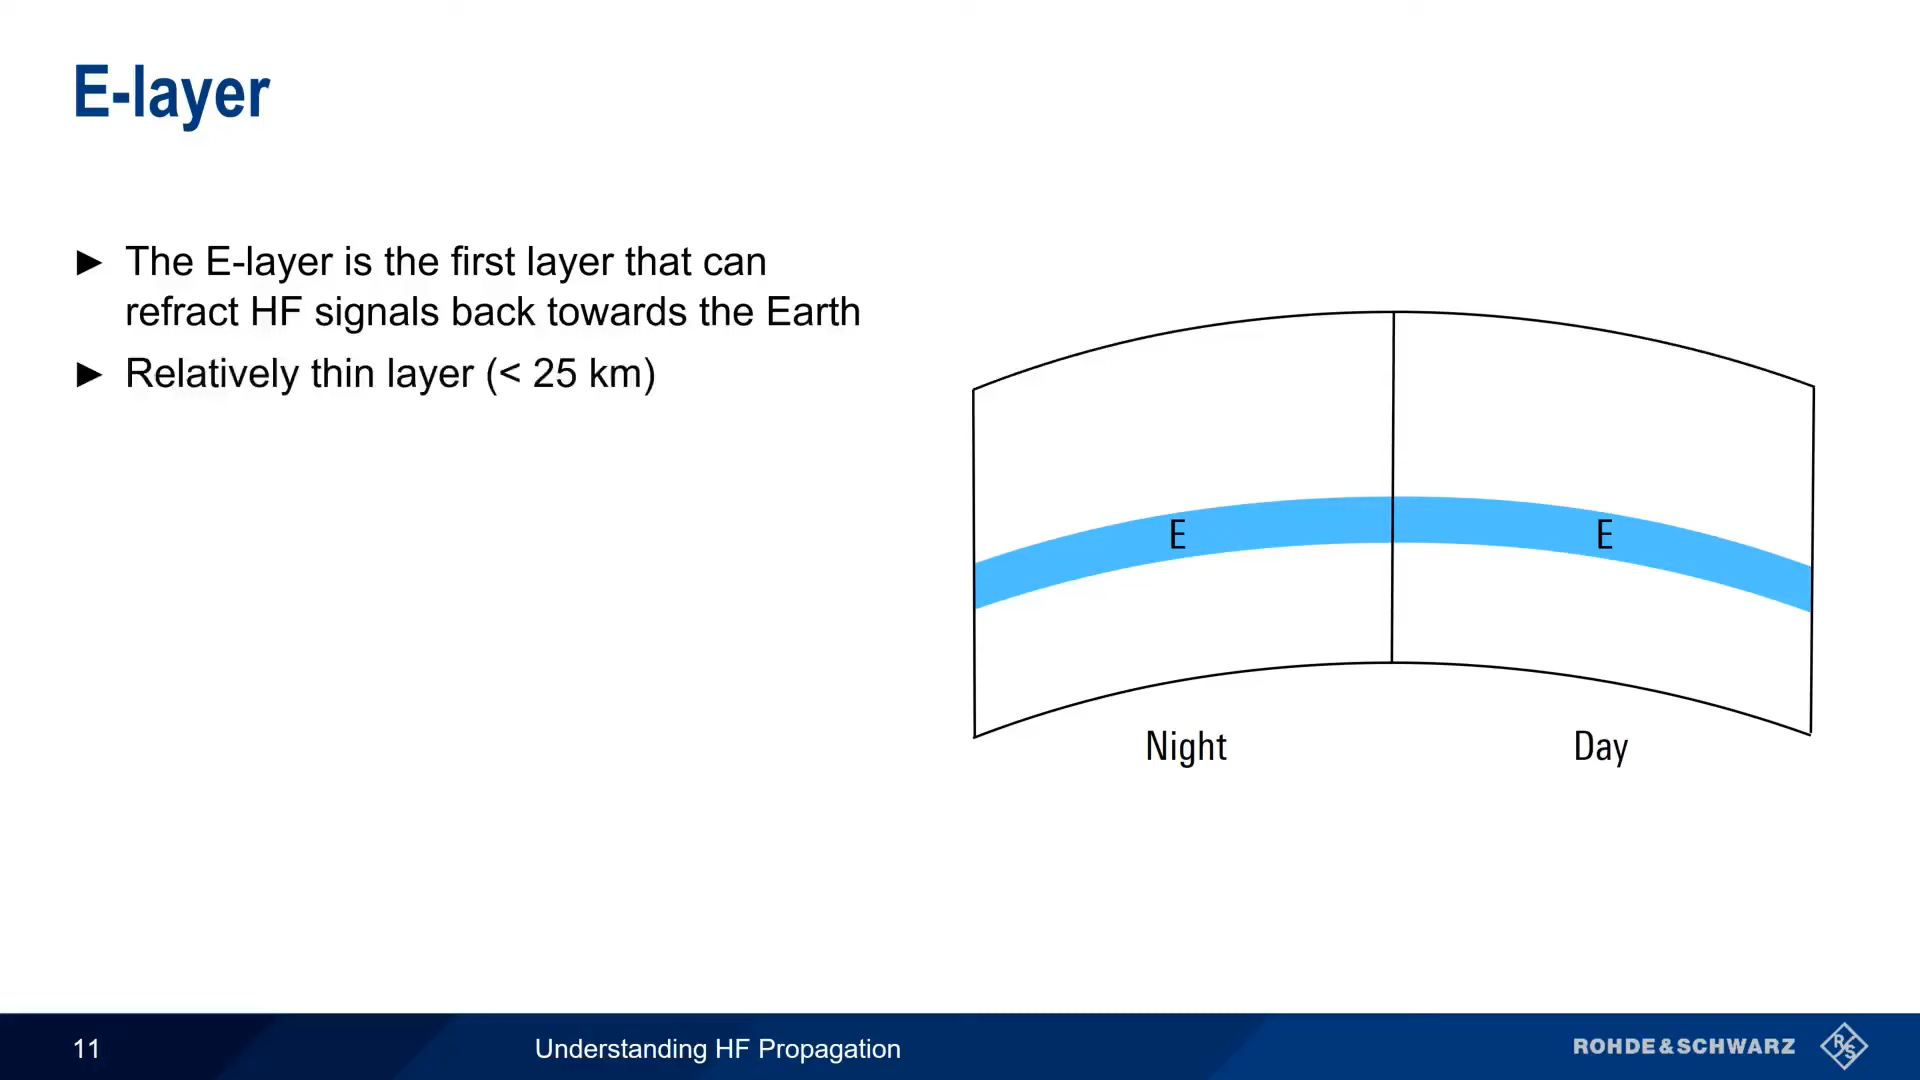 E-layer
► The E-layer is the first layer that can
refract HF signals back towards the Earth
► Relatively thin layer (< 25 km)
E
E
Night
Day
11
Understanding HF Propagation
ROHDE&SCHWARZ
R&S